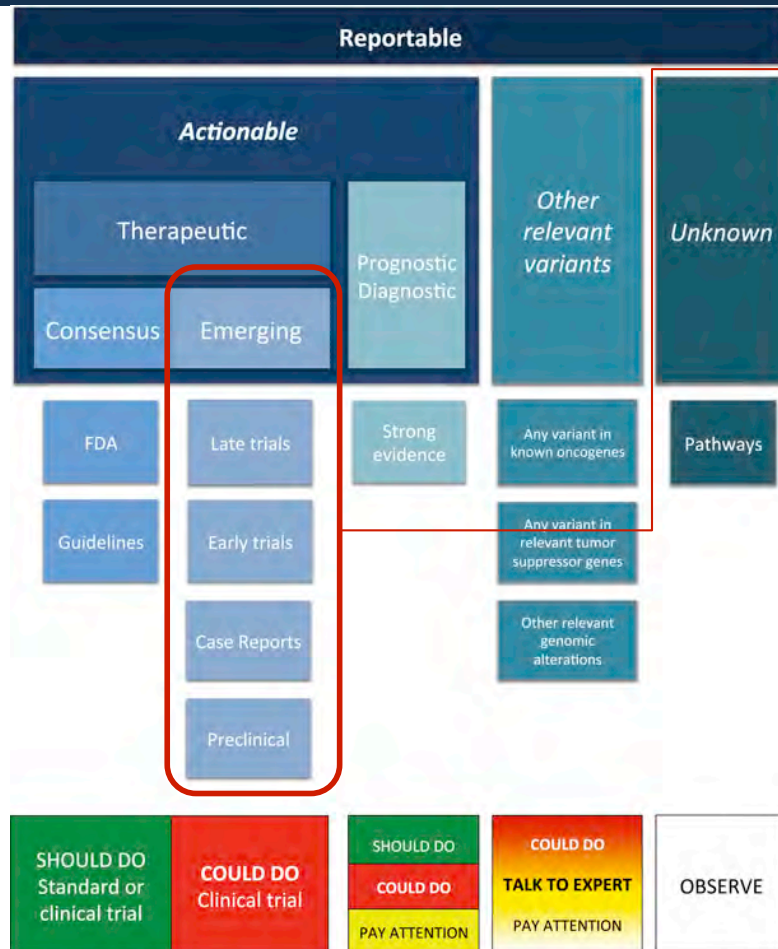 Reportable
Actionable
Therapeutic
Consensus
Emerging
Prognostic
Diagnostic
Other
relevant
variants
Unknown
FDA
Guidelines
Late trials
Early trials
Case Reports
Preclinical
Strong
evidence
Any variant in
known oncogenes
Any variant in
relevant tumor
suppressor genes
Other relevant
genomic
alterations
Pathways
SHOULD DO
Standard or
clinical trial
COULD DO
Clinical trial
SHOULD DO
COULD DO
PAY ATTENTION
COULD DO
TALK TO EXPERT
PAY ATTENTION
OBSERVE